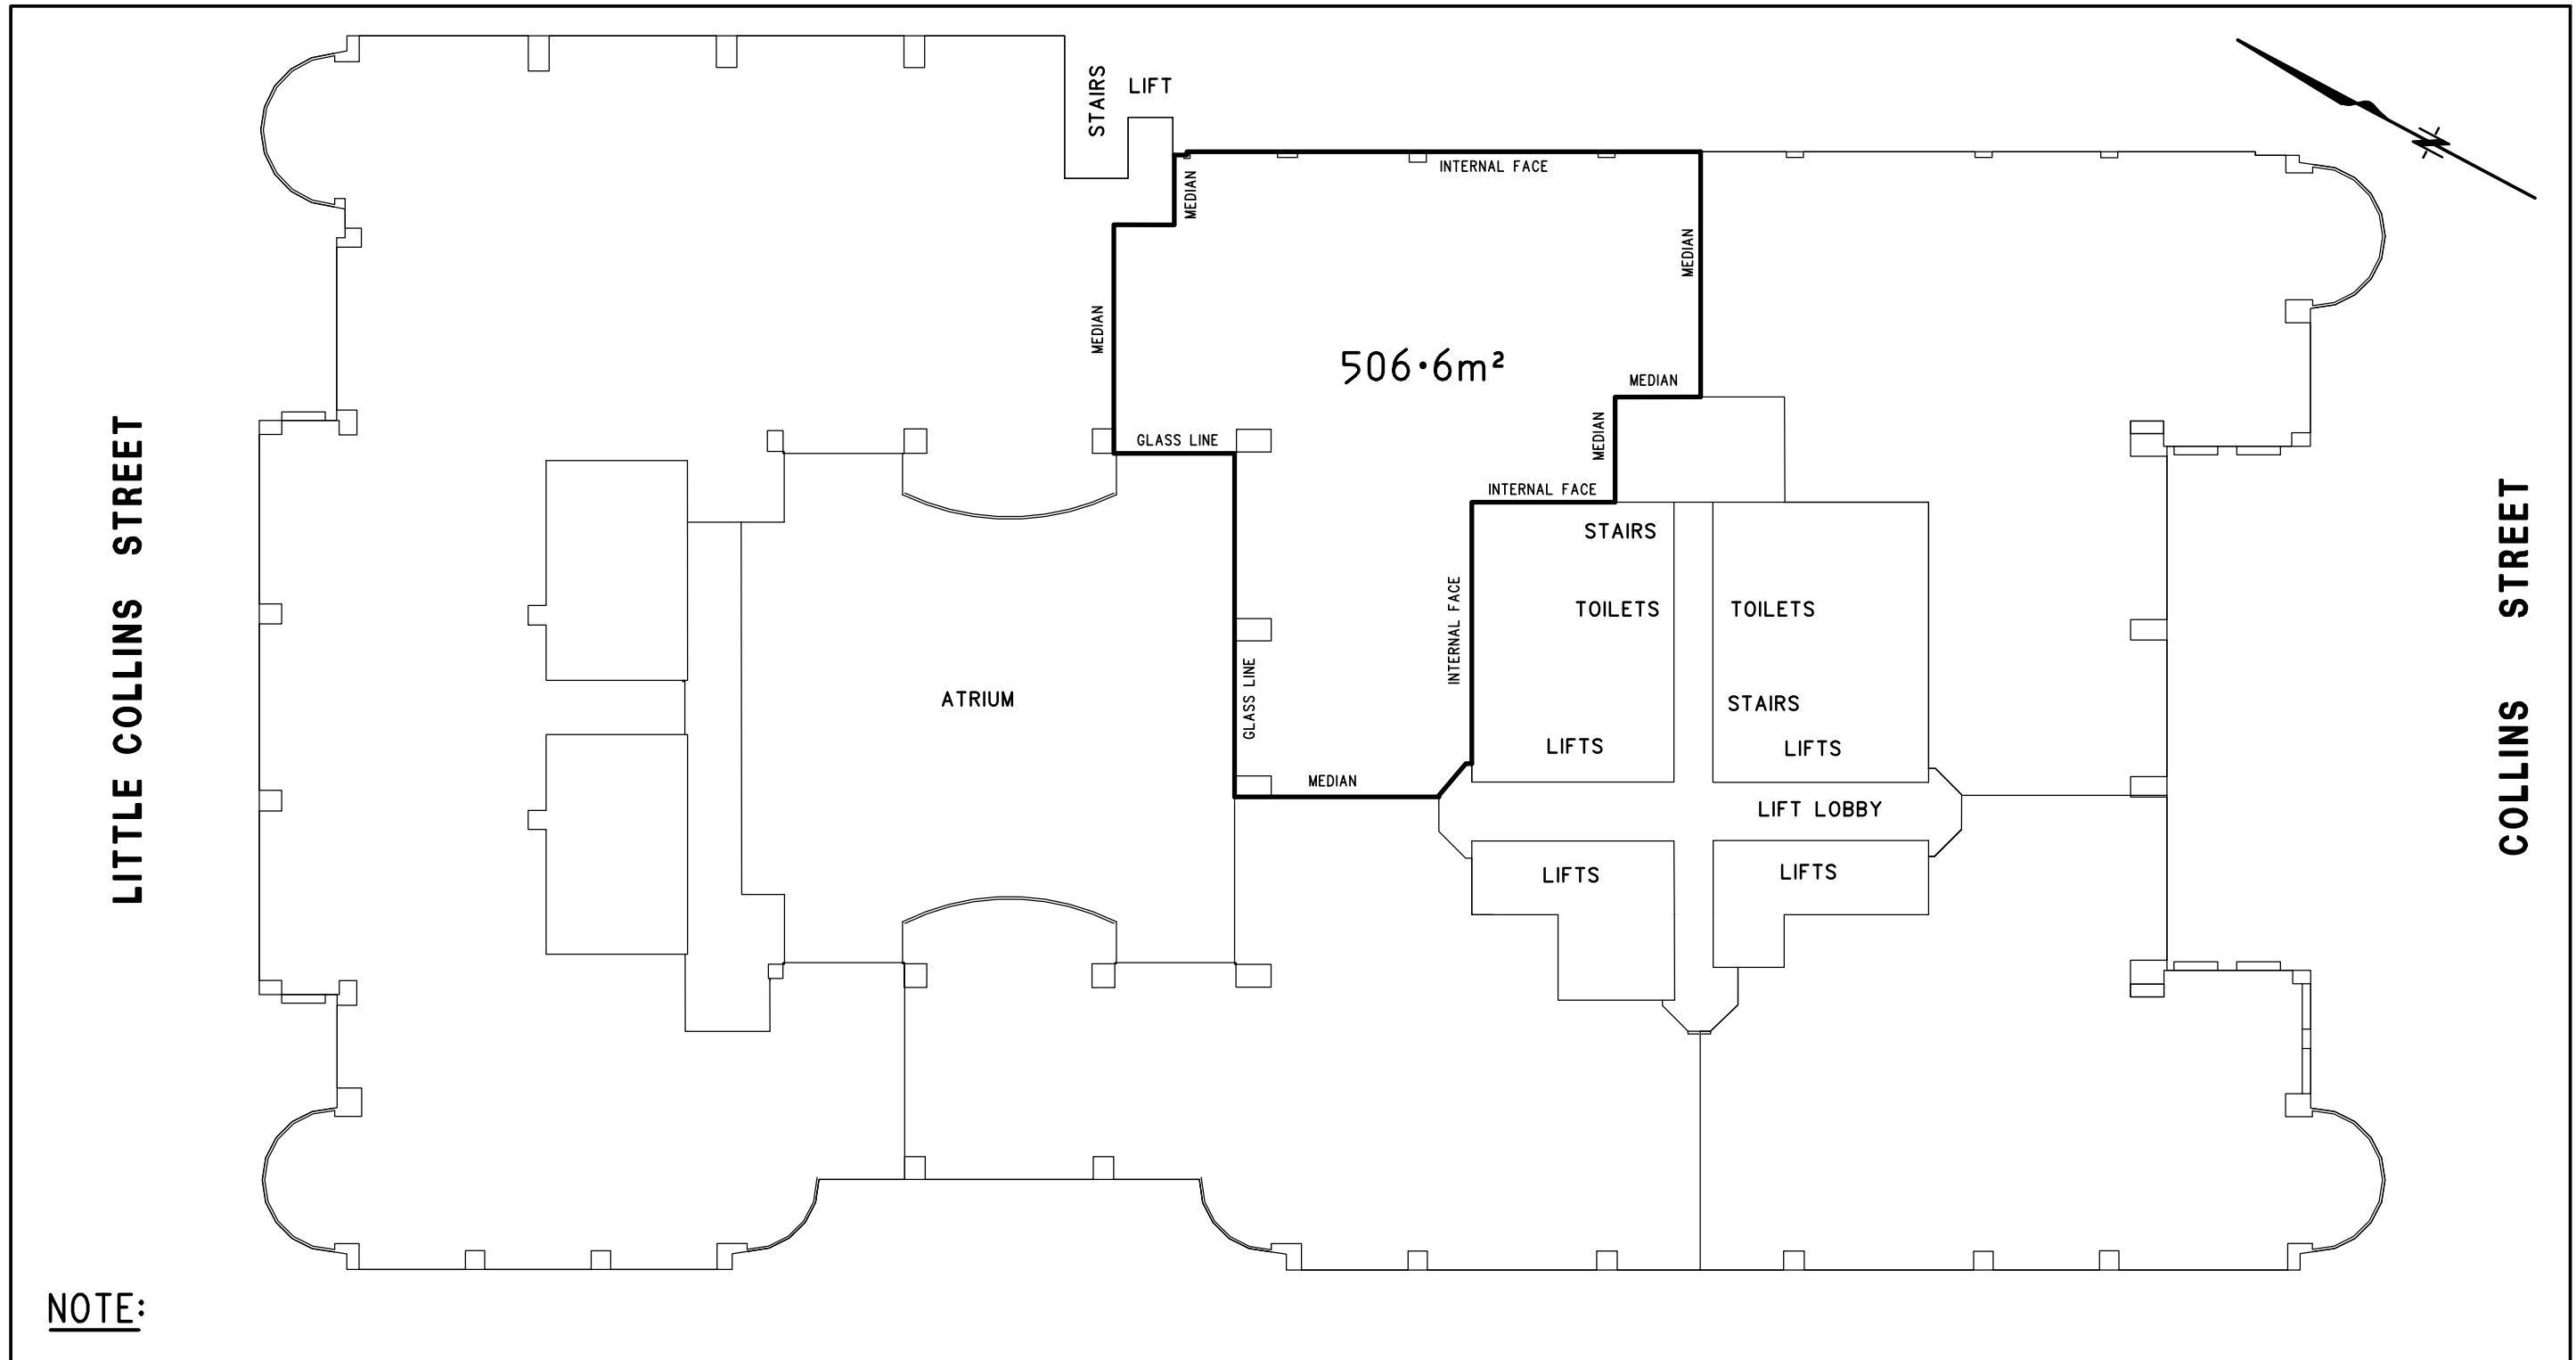 STAIRS
LIFT
INTERNAL FACE
MEDIAN
MEDIAN
MEDIAN
506·6m²
MEDIAN
MEDIAN
GLASS LINE
INTERNAL FACE
STAIRS
INTERNAL FACE
TOILETS
TOILETS
LITTLE COLLINS STREET
COLLINS STREET
ATRIUM
GLASS LINE
STAIRS
LIFTS
LIFTS
MEDIAN
LIFT LOBBY
LIFTS
LIFTS
NOTE: